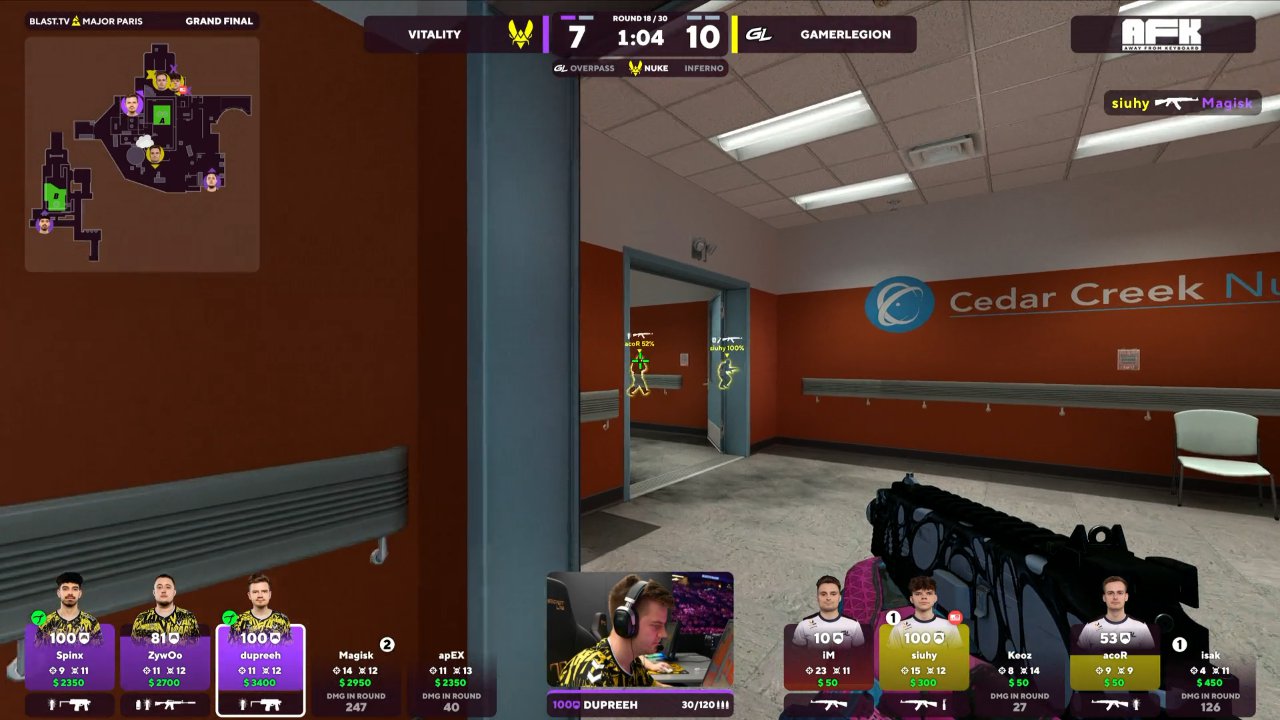 BLAST.TV MAJOR PARIS GRAND FINAL
VITALITY 7 ROUND 18 / 30 1:04 10 GL GAMERLEGION
AFK
AWAY FROM KEYBOARD
GL OVERPASS NUKE INFERNO
siuhy Magisk
Cedar Creek Nu
acoR 52%
siuhy 100%
100 81 100 2 10 1 100 53 1
Spinx ZywOo dupreeh Magisk apEX iM siuhy Keoz acoR isak
9 11 11 12 11 12 14 12 11 13 23 11 15 12 8 14 9 9 4 11
$ 2350 $ 2700 $ 3400 $ 2950 $ 2350 $ 50 $ 300 $ 50 $ 50 $ 450
DMG IN ROUND DMG IN ROUND DMG IN ROUND DMG IN ROUND
247 40 27 126
100 DUPREEH 30/120